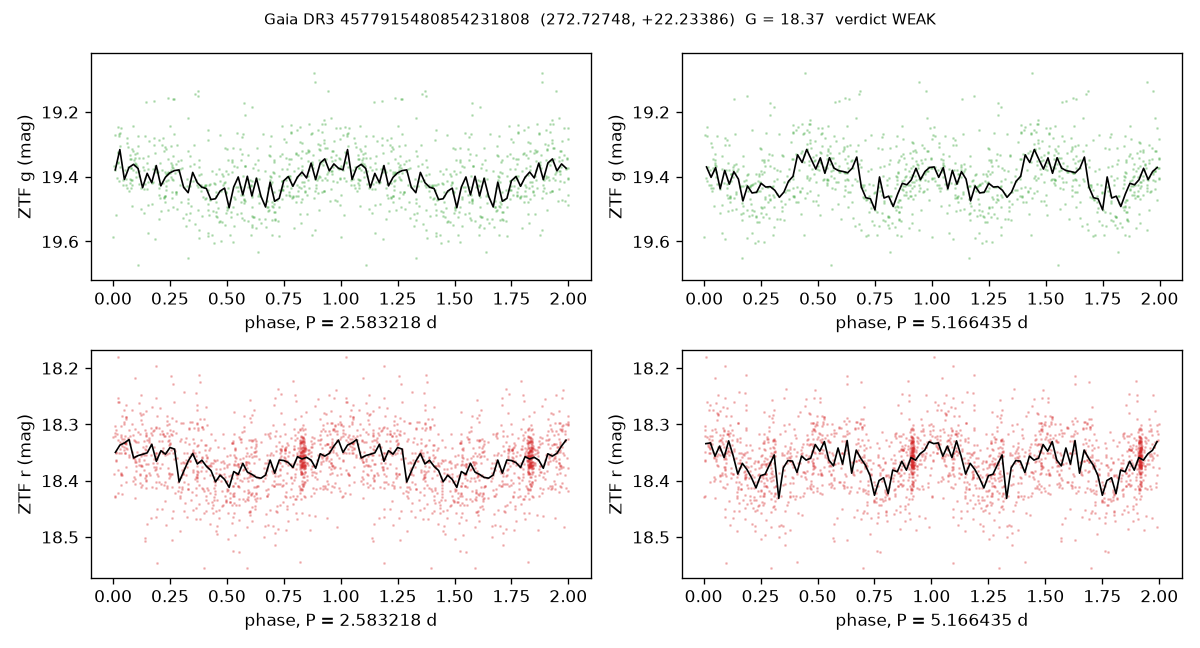 Gaia DR3 4577915480854231808  (272.72748, +22.23386)  G = 18.37  verdict WEAK
ZTF g (mag)
19.2
19.4
19.6
0.00 0.25 0.50 0.75 1.00 1.25 1.50 1.75 2.00
phase, P = 2.583218 d
ZTF g (mag)
19.2
19.4
19.6
0.00 0.25 0.50 0.75 1.00 1.25 1.50 1.75 2.00
phase, P = 5.166435 d
ZTF r (mag)
18.2
18.3
18.4
18.5
0.00 0.25 0.50 0.75 1.00 1.25 1.50 1.75 2.00
phase, P = 2.583218 d
ZTF r (mag)
18.2
18.3
18.4
18.5
0.00 0.25 0.50 0.75 1.00 1.25 1.50 1.75 2.00
phase, P = 5.166435 d